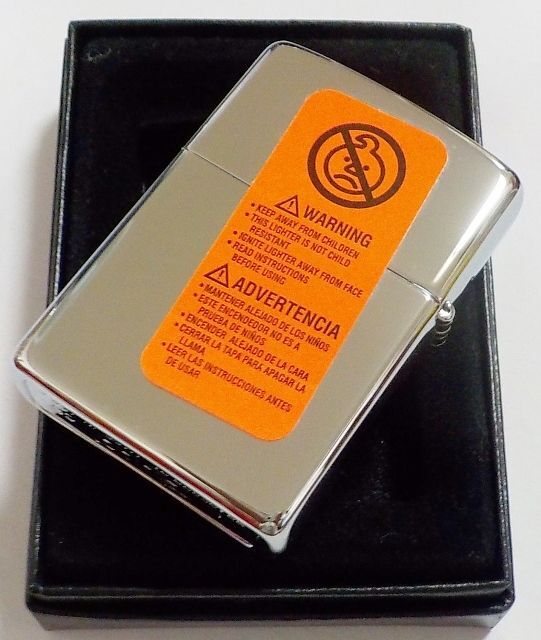 WARNING
• KEEP AWAY FROM CHILDREN
• THIS LIGHTER IS NOT CHILD
RESISTANT
• IGNITE LIGHTER AWAY FROM FACE
• READ INSTRUCTIONS
BEFORE USING
ADVERTENCIA
• MANTENER ALEJADO DE LOS NIÑOS
• ESTE ENCENDEDOR NO ES A
PRUEBA DE NIÑOS
• ENCENDER ALEJADO DE LA CARA
• CERRAR LA TAPA PARA APAGAR LA
LLAMA
• LEER LAS INSTRUCCIONES ANTES
DE USAR